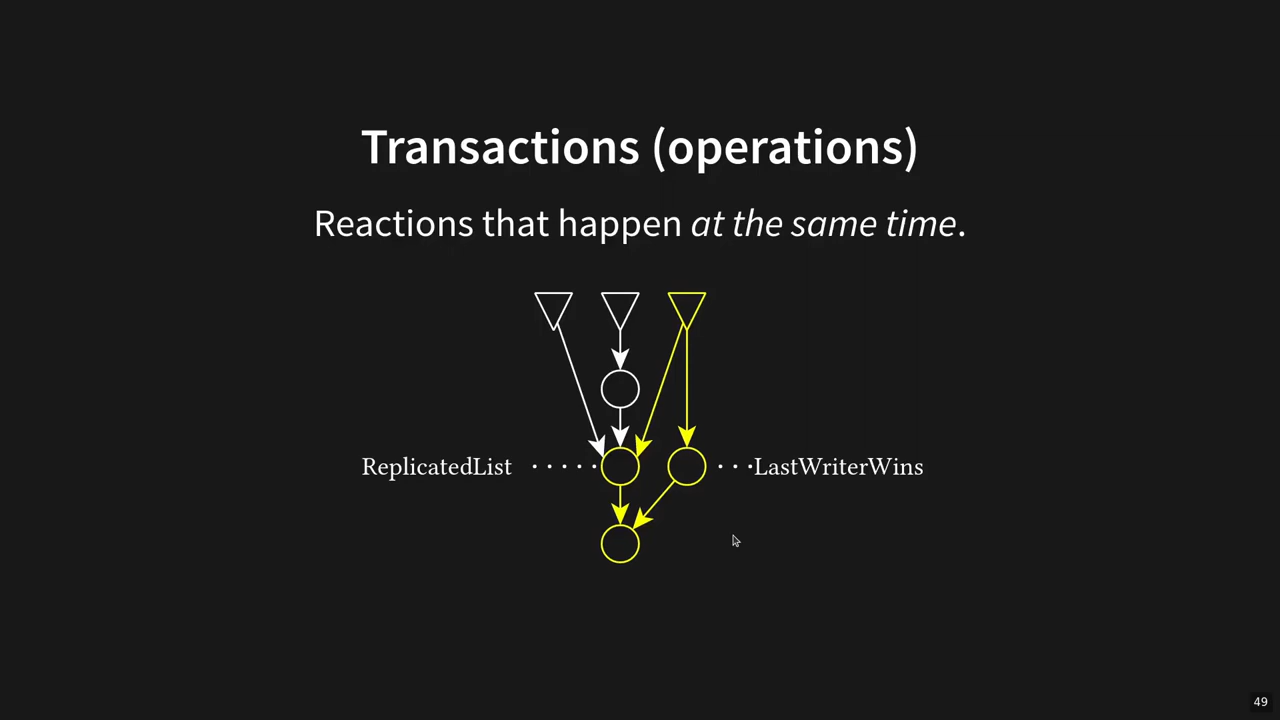 Transactions (operations)
Reactions that happen at the same time.
ReplicatedList
LastWriterWins
49